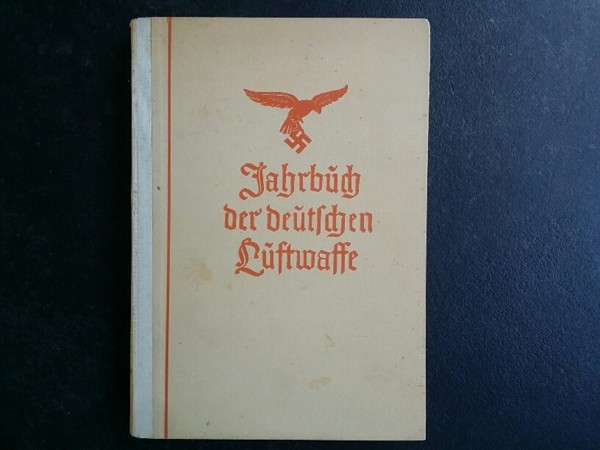 Jahrbuch
der deutschen
Luftwaffe